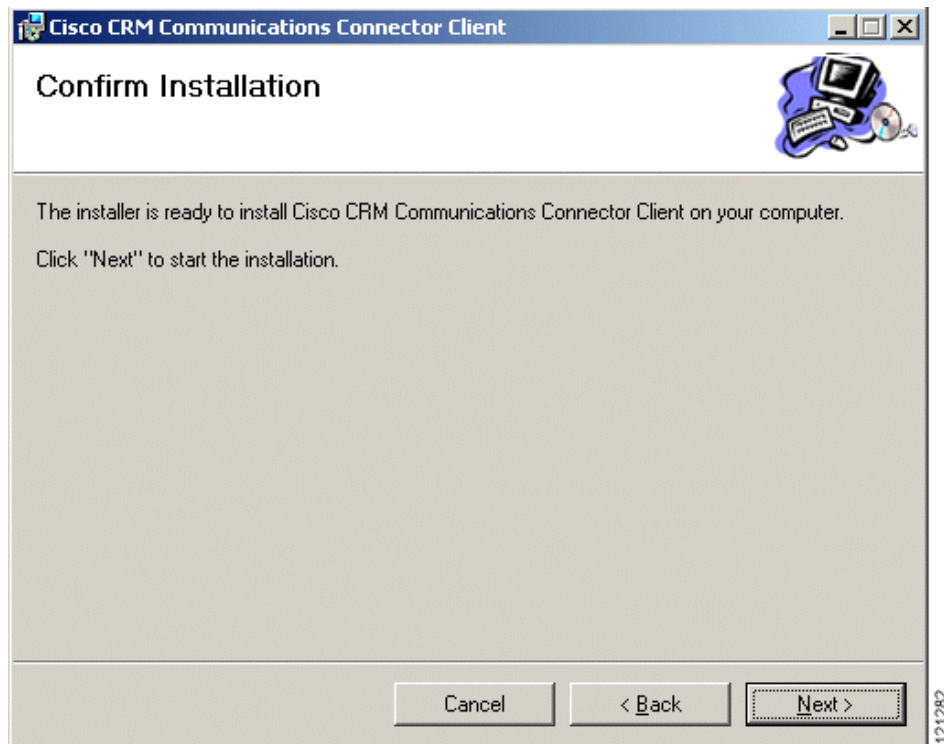 Cisco CRM Communications Connector Client
Confirm Installation
The installer is ready to install Cisco CRM Communications Connector Client on your computer.
Click "Next" to start the installation.
Cancel
< Back
Next >
121282